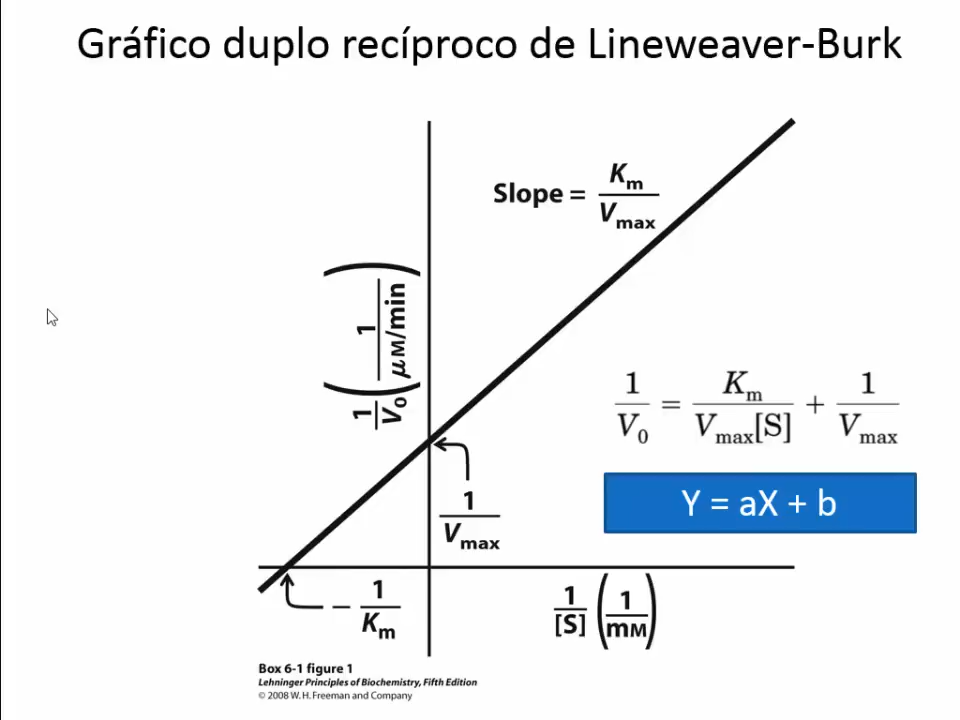 Gráfico duplo recíproco de Lineweaver-Burk
Slope = Km/Vmax
1/V0 (1/μM/min)
1/V0 = Km/Vmax[S] + 1/Vmax
Y = aX + b
1/Vmax
− 1/Km
1/[S] (1/mM)
Box 6-1 figure 1
Lehninger Principles of Biochemistry, Fifth Edition
© 2008 W. H. Freeman and Company